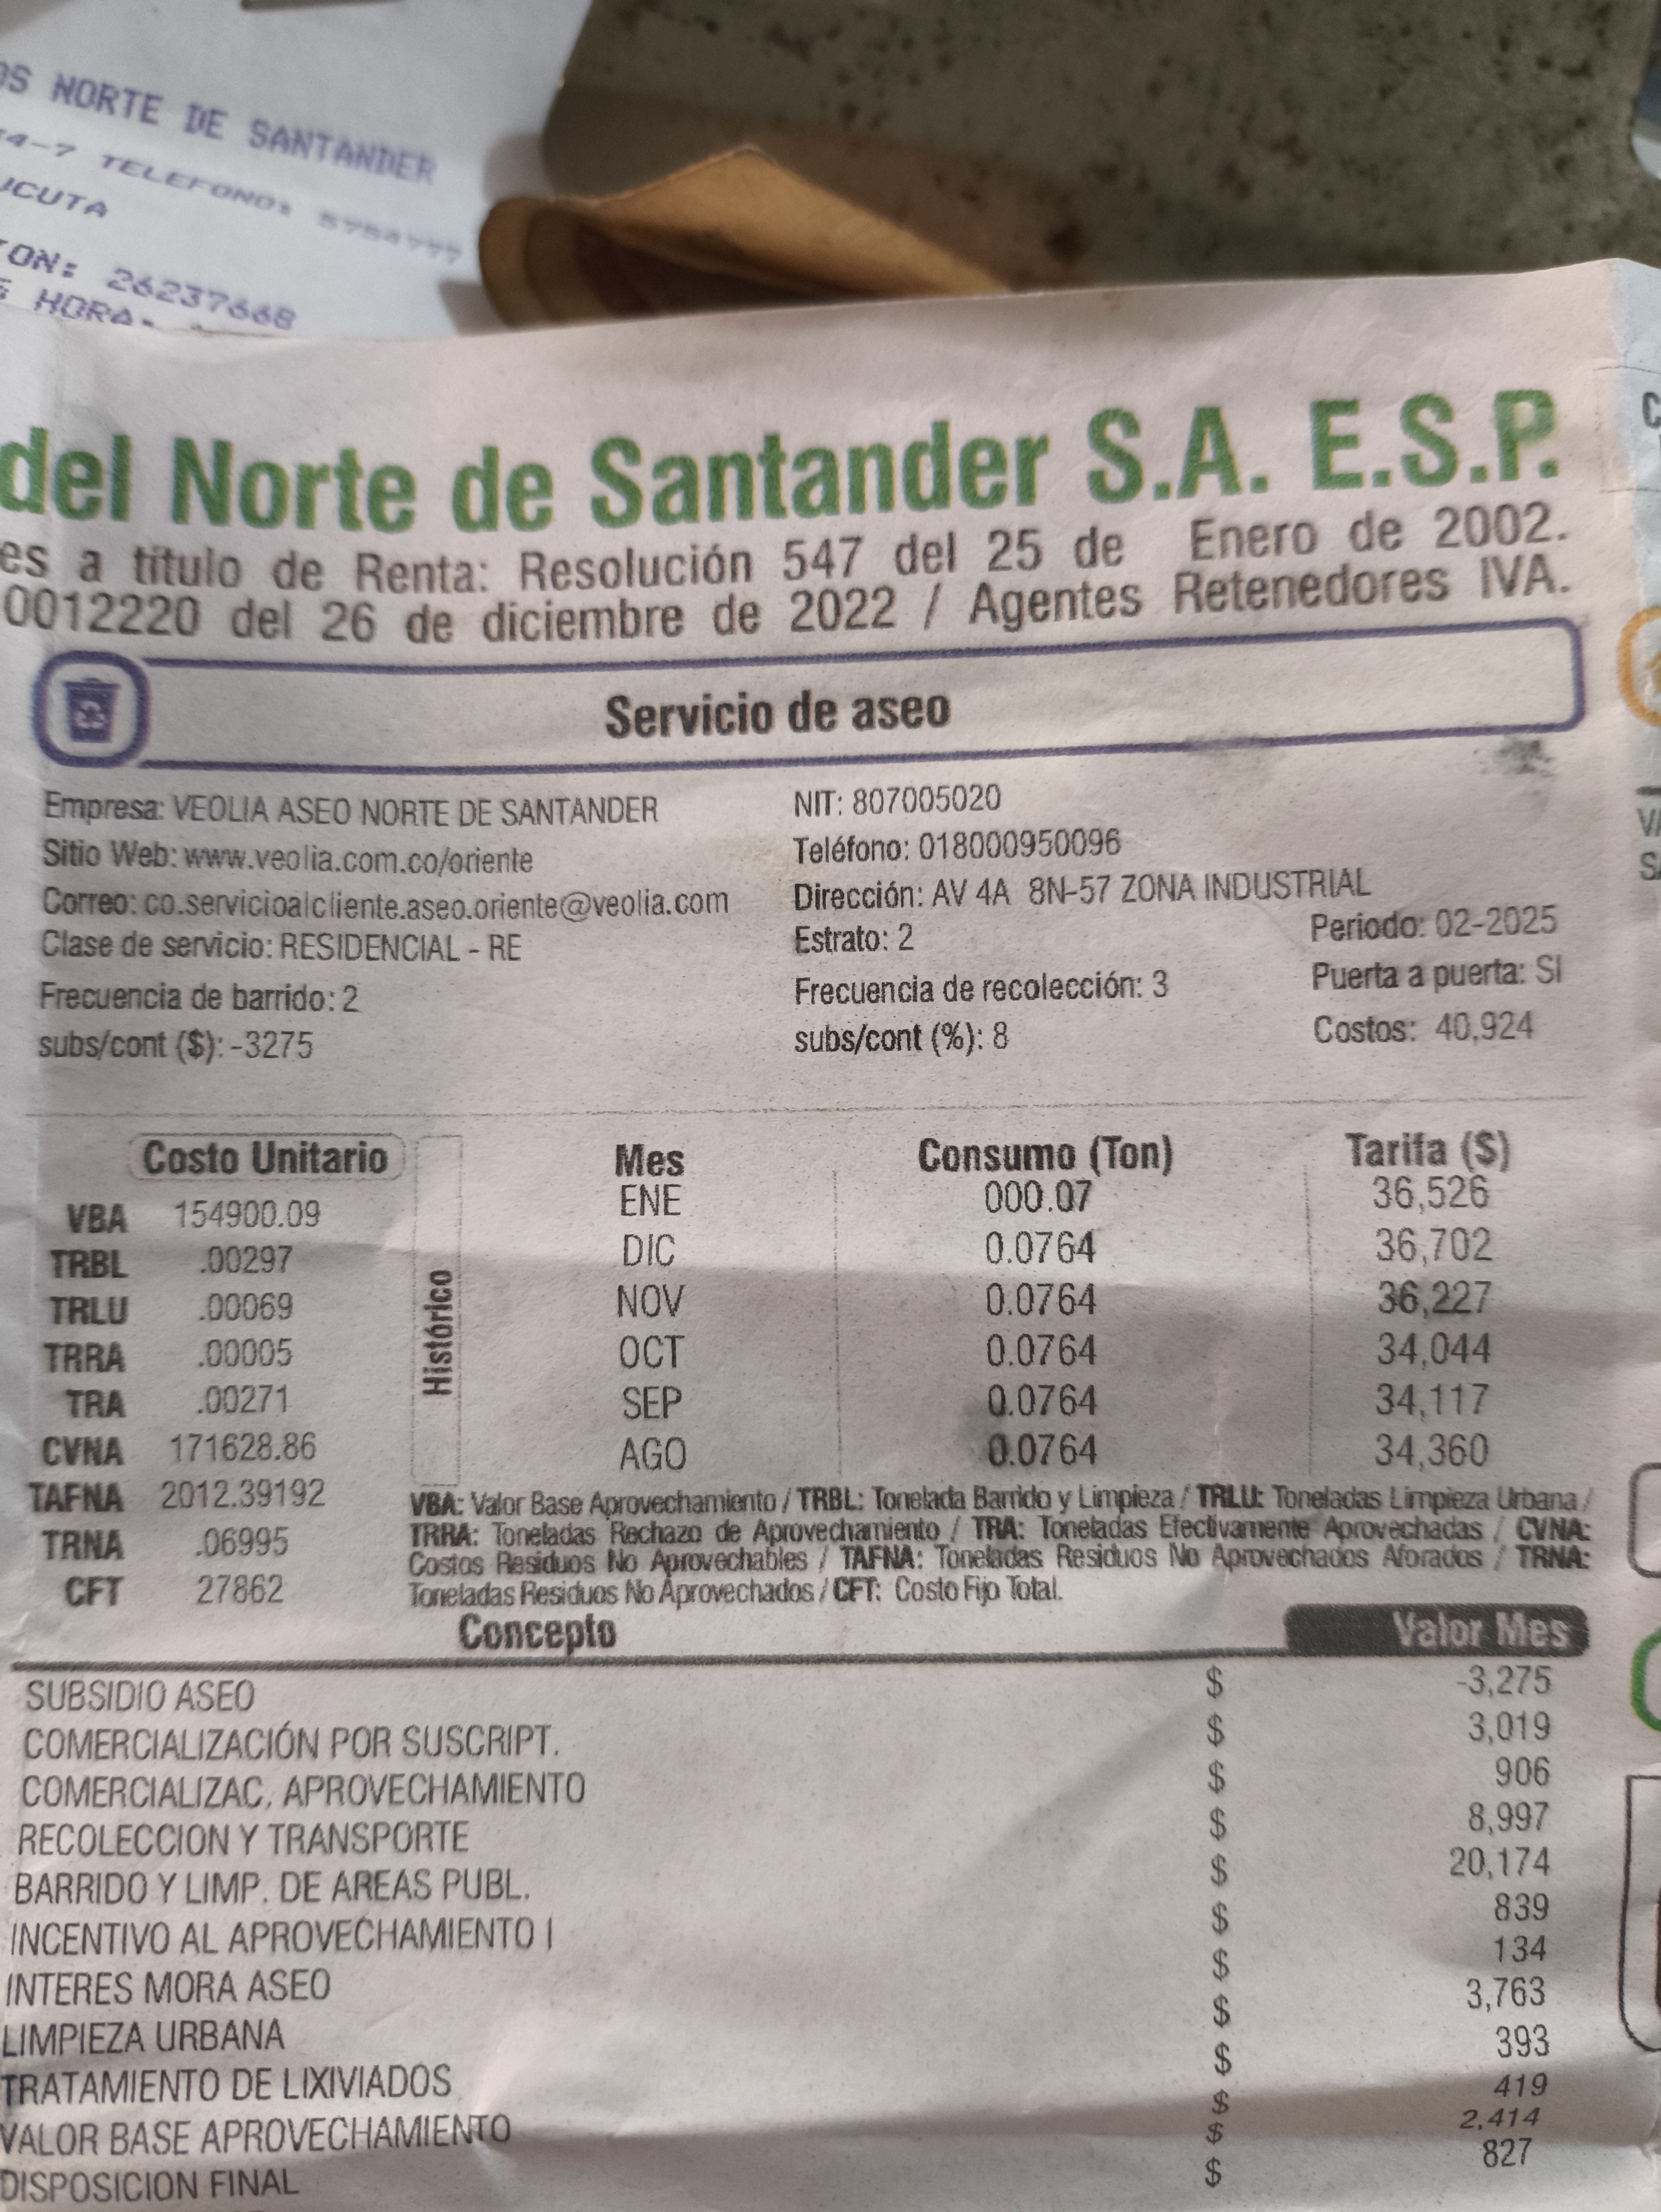 OS NORTE DE SANTANDER
4-7 TELEFONO: 5784777
UCUTA
ON: 26237668
HORA:
del Norte de Santander S.A. E.S.P.
es a título de Renta: Resolución 547 del 25 de Enero de 2002.
0012220 del 26 de diciembre de 2022 / Agentes Retenedores IVA.
Servicio de aseo
Empresa: VEOLIA ASEO NORTE DE SANTANDER NIT: 807005020
Sitio Web: www.veolia.com.co/oriente Teléfono: 018000950096
Correo: co.servicioalcliente.aseo.oriente@veolia.com Dirección: AV 4A 8N-57 ZONA INDUSTRIAL
Clase de servicio: RESIDENCIAL - RE Estrato: 2 Periodo: 02-2025
Frecuencia de barrido: 2 Frecuencia de recolección: 3 Puerta a puerta: SI
subs/cont ($): -3275 subs/cont (%): 8 Costos: 40,924
Costo Unitario
VBA 154900.09
TRBL .00297
TRLU .00069
TRRA .00005
TRA .00271
CVNA 171628.86
TAFNA 2012.39192
TRNA .06995
CFT 27862
Histórico
Mes Consumo (Ton) Tarifa ($)
ENE 000.07 36,526
DIC 0.0764 36,702
NOV 0.0764 36,227
OCT 0.0764 34,044
SEP 0.0764 34,117
AGO 0.0764 34,360
VBA: Valor Base Aprovechamiento / TRBL: Tonelada Barrido y Limpieza / TRLU: Toneladas Limpieza Urbana /
TRRA: Toneladas Rechazo de Aprovechamiento / TRA: Toneladas Efectivamente Aprovechadas / CVNA:
Costos Residuos No Aprovechables / TAFNA: Toneladas Residuos No Aprovechados Aforados / TRNA:
Toneladas Residuos No Aprovechados / CFT: Costo Fijo Total.
Concepto Valor Mes
SUBSIDIO ASEO $ -3,275
COMERCIALIZACIÓN POR SUSCRIPT. $ 3,019
COMERCIALIZAC. APROVECHAMIENTO $ 906
RECOLECCION Y TRANSPORTE $ 8,997
BARRIDO Y LIMP. DE AREAS PUBL. $ 20,174
INCENTIVO AL APROVECHAMIENTO I $ 839
INTERES MORA ASEO $ 134
LIMPIEZA URBANA $ 3,763
TRATAMIENTO DE LIXIVIADOS $ 393
VALOR BASE APROVECHAMIENTO $ 419
DISPOSICION FINAL $ 2,414
$ 827